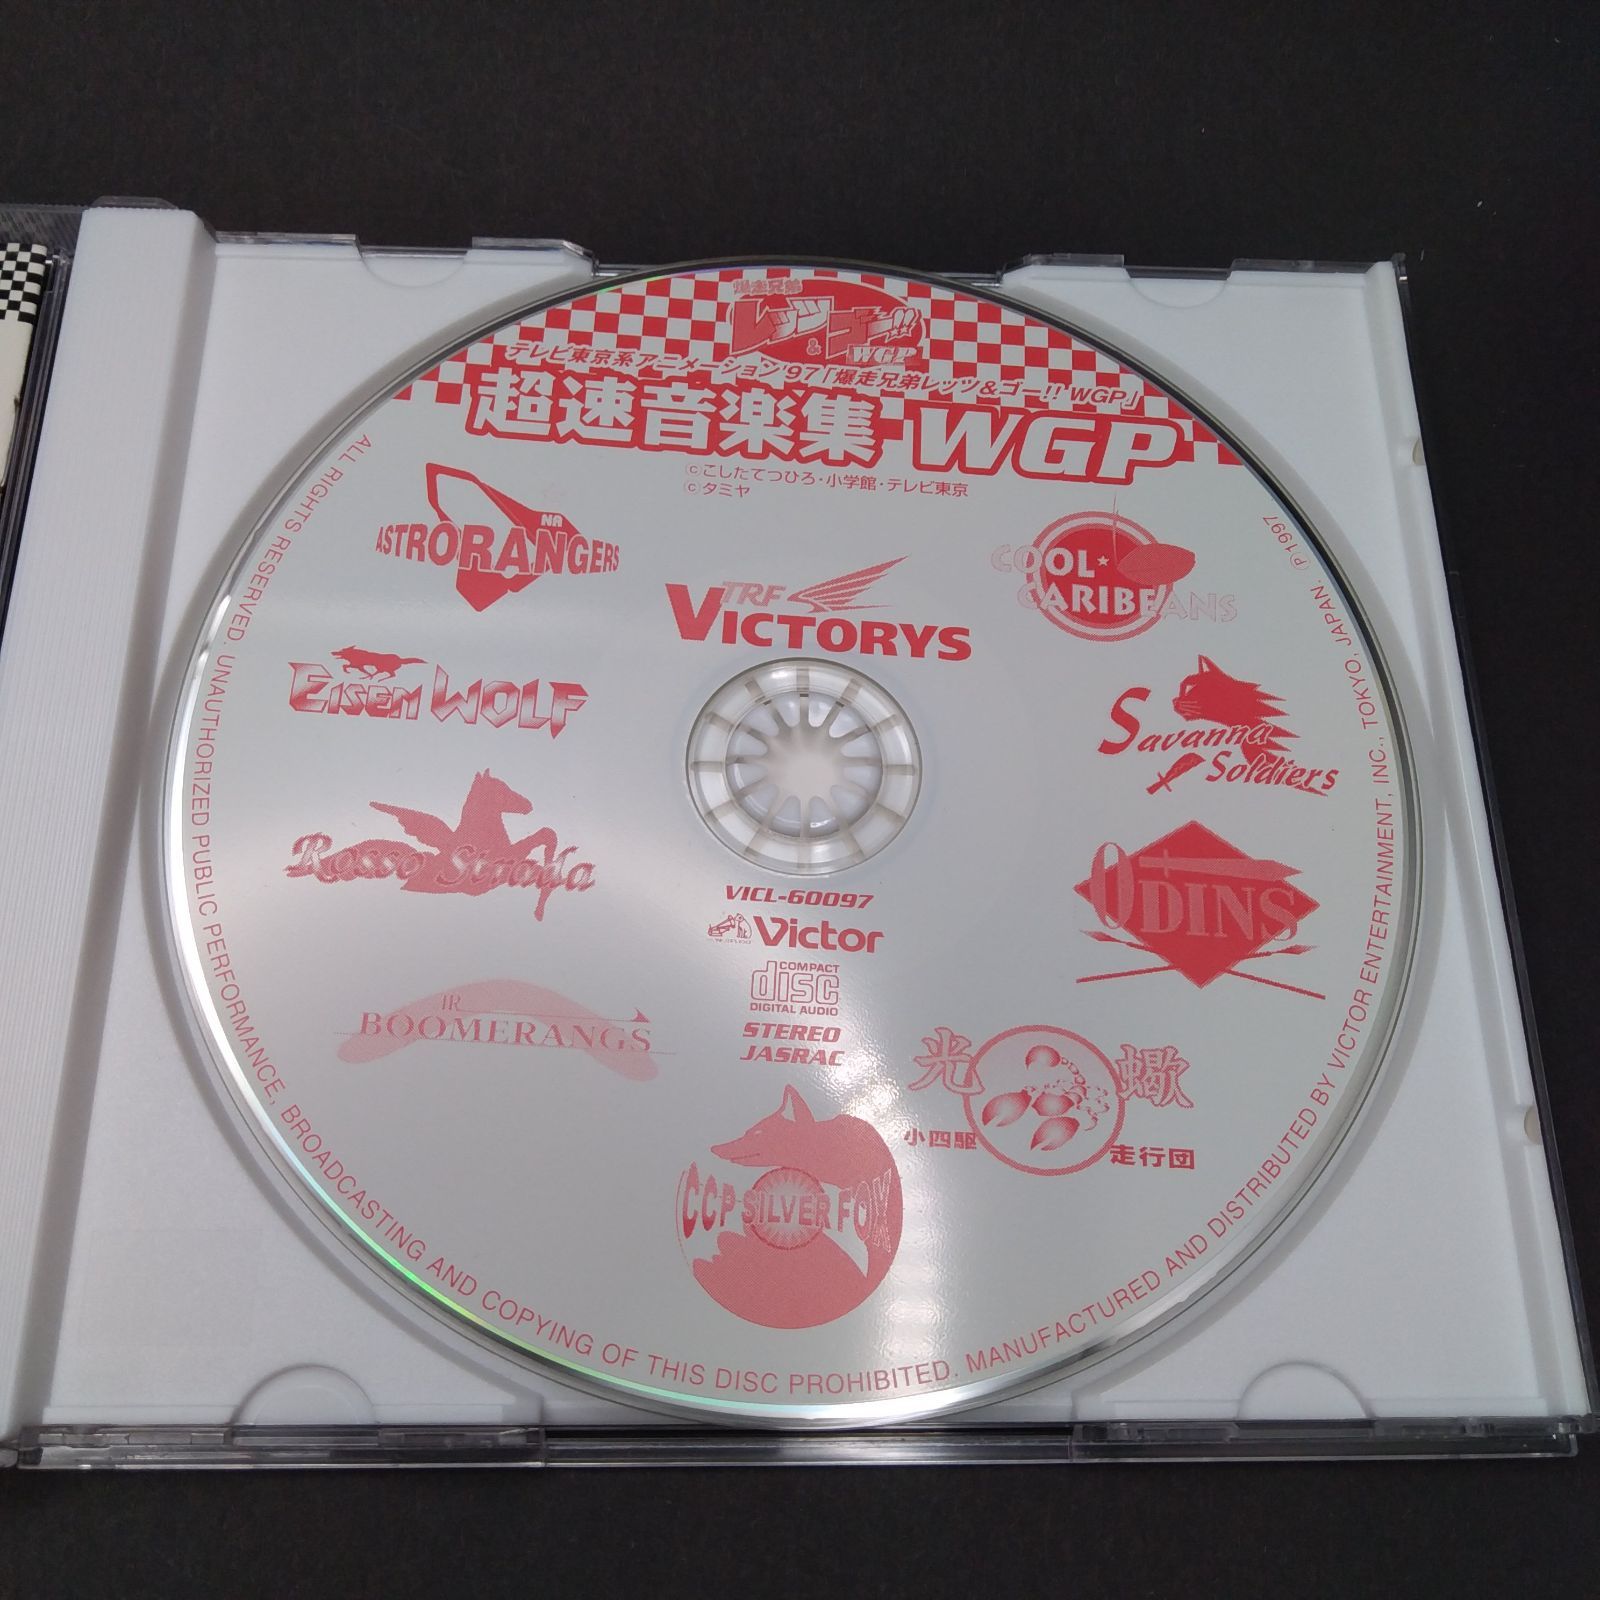 爆走兄弟
レッツ
&
ゴー!!
WGP
テレビ東京系アニメーション'97「爆走兄弟レッツ&ゴー!! WGP」
超速音楽集 WGP
©こしたてつひろ・小学館・テレビ東京
©タミヤ
NA
ASTRORANGERS
TRF
VICTORYS
COOL★
CARIBEANS
EISEN WOLF
Savanna
Soldiers
Rosso Strada
ODINS
VICL-60097
Victor
COMPACT
disc
DIGITAL AUDIO
STEREO
JASRAC
AR
BOOMERANGS
光
蠍
小四駆
走行団
CCP SILVER FOX
ALL RIGHTS RESERVED. UNAUTHORIZED PUBLIC PERFORMANCE, BROADCASTING AND COPYING OF THIS DISC PROHIBITED. MANUFACTURED AND DISTRIBUTED BY VICTOR ENTERTAINMENT, INC., TOKYO, JAPAN. ℗1997